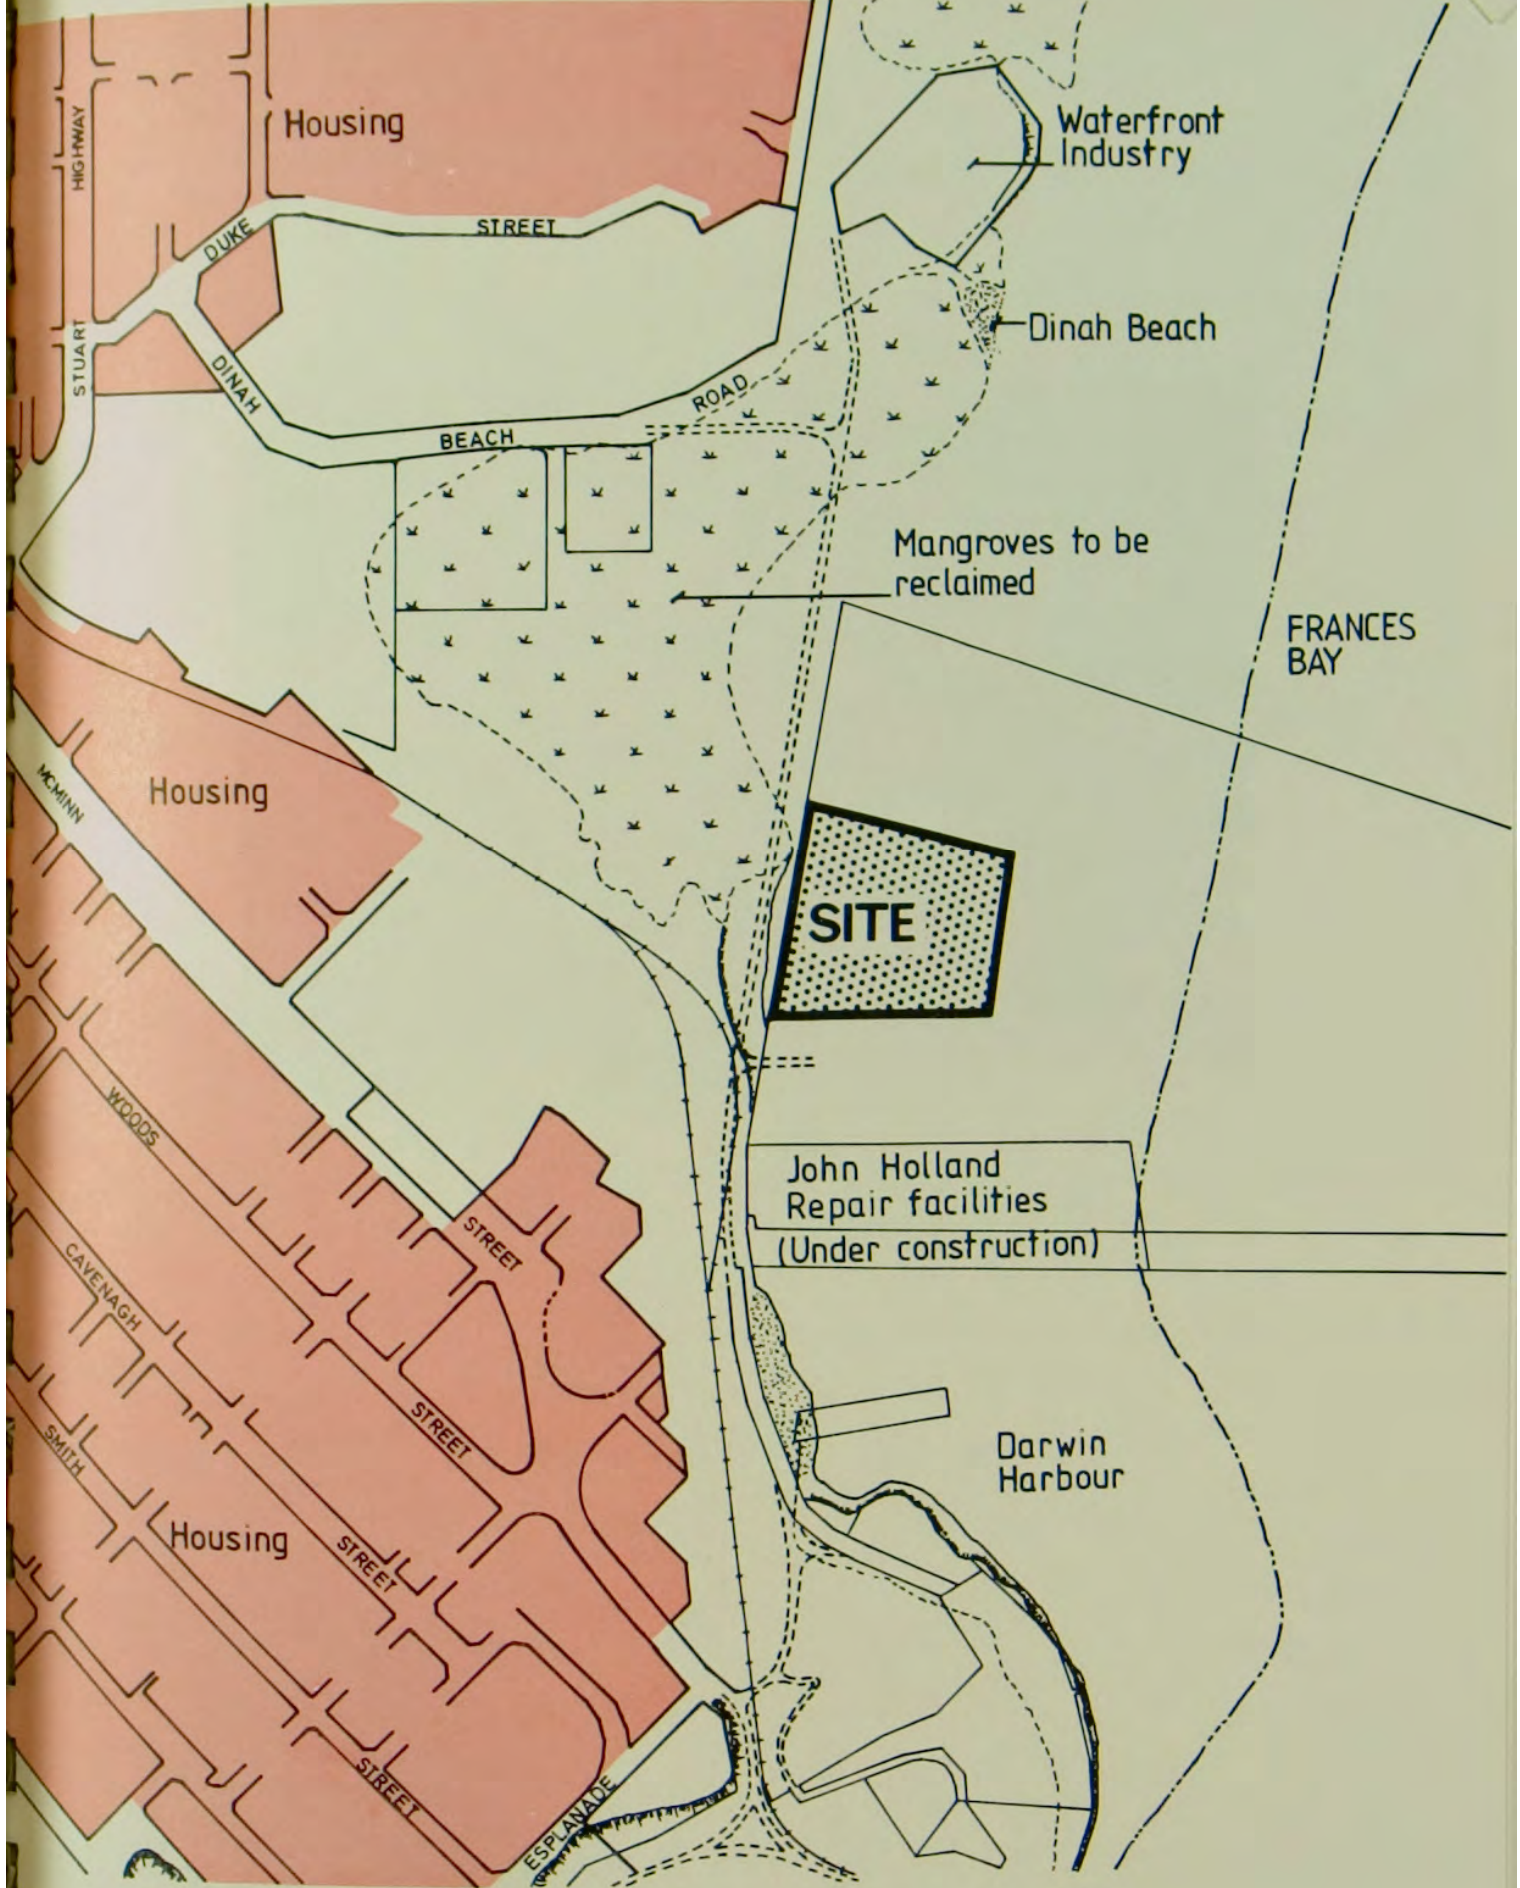 Housing
HIGHWAY
Waterfront
Industry
DUKE
STREET
STUART
Dinah Beach
DINAH
BEACH
ROAD
Mangroves to be
reclaimed
FRANCES
BAY
MCMINN
Housing
SITE
WOODS
John Holland
Repair facilities
(Under construction)
STREET
CAVENAGH
STREET
SMITH
Darwin
Harbour
Housing
STREET
STREET
ESPLANADE